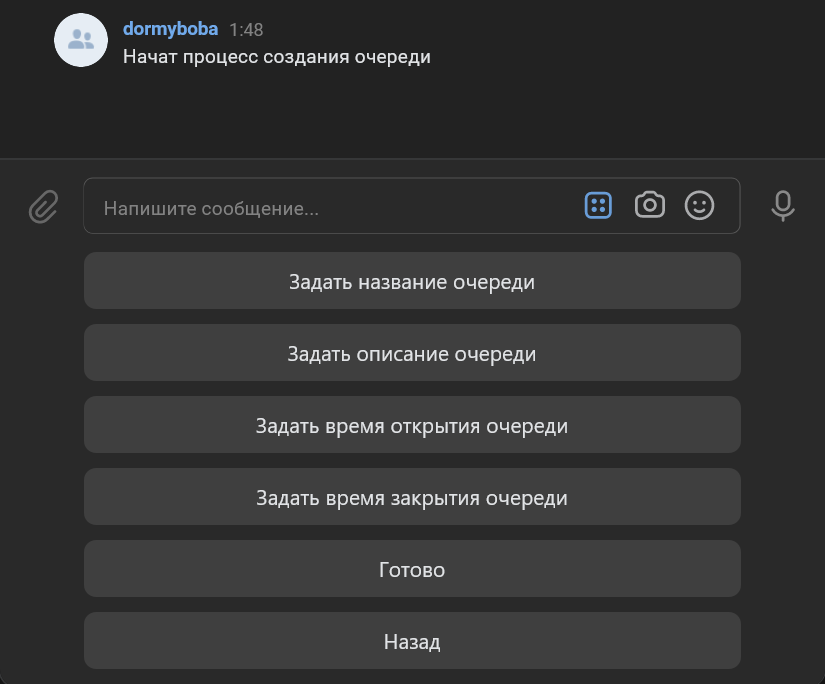 dormyboba 1:48
Начат процесс создания очереди
Напишите сообщение...
Задать название очереди
Задать описание очереди
Задать время открытия очереди
Задать время закрытия очереди
Готово
Назад